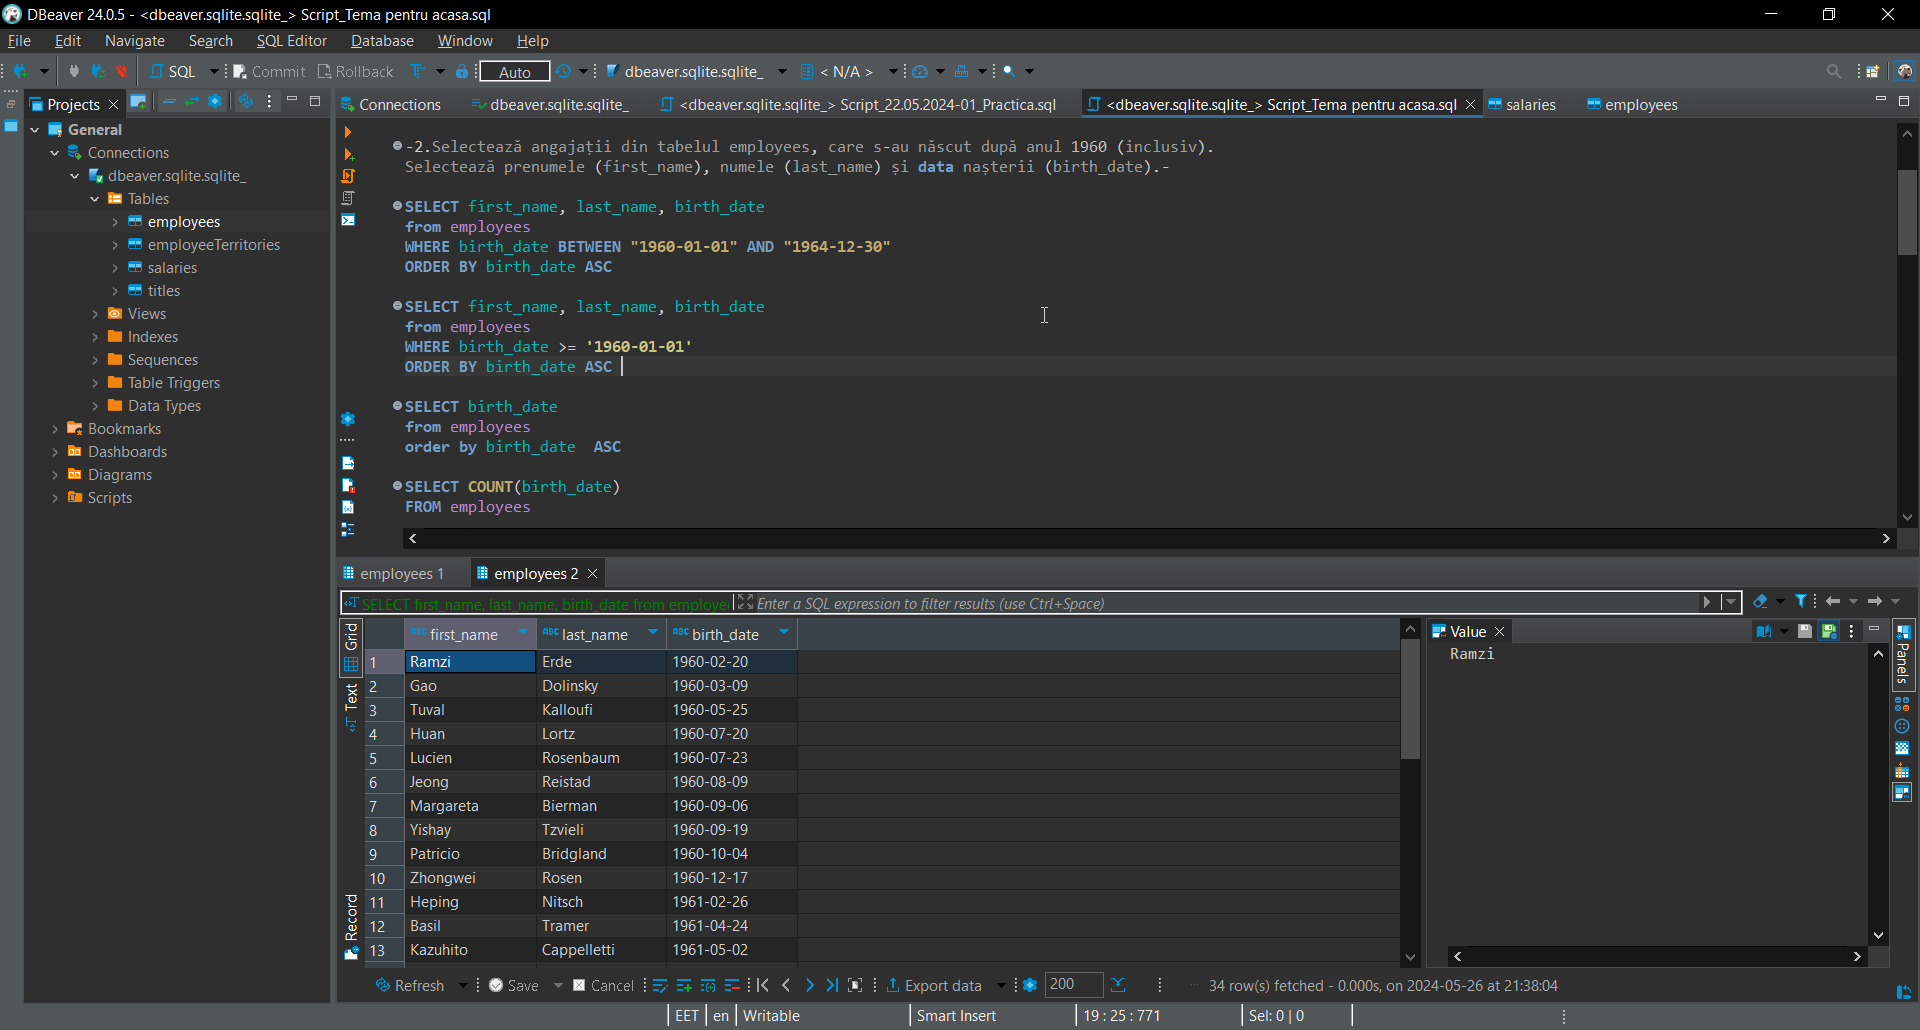 DBeaver 24.0.5 - <dbeaver.sqlite.sqlite_> Script_Tema pentru acasa.sql
File Edit Navigate Search SQL Editor Database Window Help
SQL Commit Rollback Auto dbeaver.sqlite.sqlite_ < N/A >
Projects
Connections dbeaver.sqlite.sqlite_ <dbeaver.sqlite.sqlite_> Script_22.05.2024-01_Practica.sql <dbeaver.sqlite.sqlite_> Script_Tema pentru acasa.sql salaries employees
General
Connections
dbeaver.sqlite.sqlite_
Tables
employees
employeeTerritories
salaries
titles
Views
Indexes
Sequences
Table Triggers
Data Types
Bookmarks
Dashboards
Diagrams
Scripts
-2.Selectează angajații din tabelul employees, care s-au născut după anul 1960 (inclusiv).
Selectează prenumele (first_name), numele (last_name) și data nașterii (birth_date).-
SELECT first_name, last_name, birth_date
from employees
WHERE birth_date BETWEEN "1960-01-01" AND "1964-12-30"
ORDER BY birth_date ASC
SELECT first_name, last_name, birth_date
from employees
WHERE birth_date >= '1960-01-01'
ORDER BY birth_date ASC
SELECT birth_date
from employees
order by birth_date  ASC
SELECT COUNT(birth_date)
FROM employees
employees 1 employees 2
SELECT first_name, last_name, birth_date from employe Enter a SQL expression to filter results (use Ctrl+Space)
Grid
Text
Record
ABC first_name ABC last_name ABC birth_date
1 Ramzi Erde 1960-02-20
2 Gao Dolinsky 1960-03-09
3 Tuval Kalloufi 1960-05-25
4 Huan Lortz 1960-07-20
5 Lucien Rosenbaum 1960-07-23
6 Jeong Reistad 1960-08-09
7 Margareta Bierman 1960-09-06
8 Yishay Tzvieli 1960-09-19
9 Patricio Bridgland 1960-10-04
10 Zhongwei Rosen 1960-12-17
11 Heping Nitsch 1961-02-26
12 Basil Tramer 1961-04-24
13 Kazuhito Cappelletti 1961-05-02
Value
Ramzi
Panels
Refresh Save Cancel Export data 200 34 row(s) fetched - 0.000s, on 2024-05-26 at 21:38:04
EET en Writable Smart Insert 19 : 25 : 771 Sel: 0 | 0